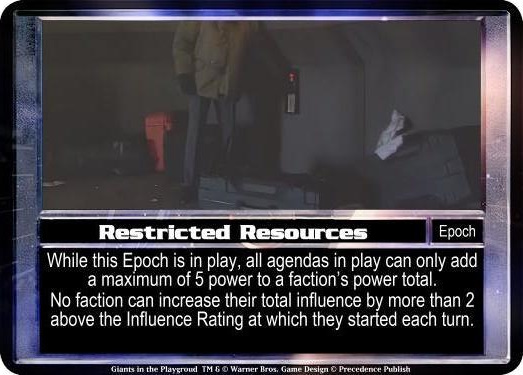 Restricted Resources
Epoch
While this Epoch is in play, all agendas in play can only add
a maximum of 5 power to a faction's power total.
No faction can increase their total influence by more than 2
above the Influence Rating at which they started each turn.
Giants in the Playgroud TM & © Warner Bros. Game Design © Precedence Publish